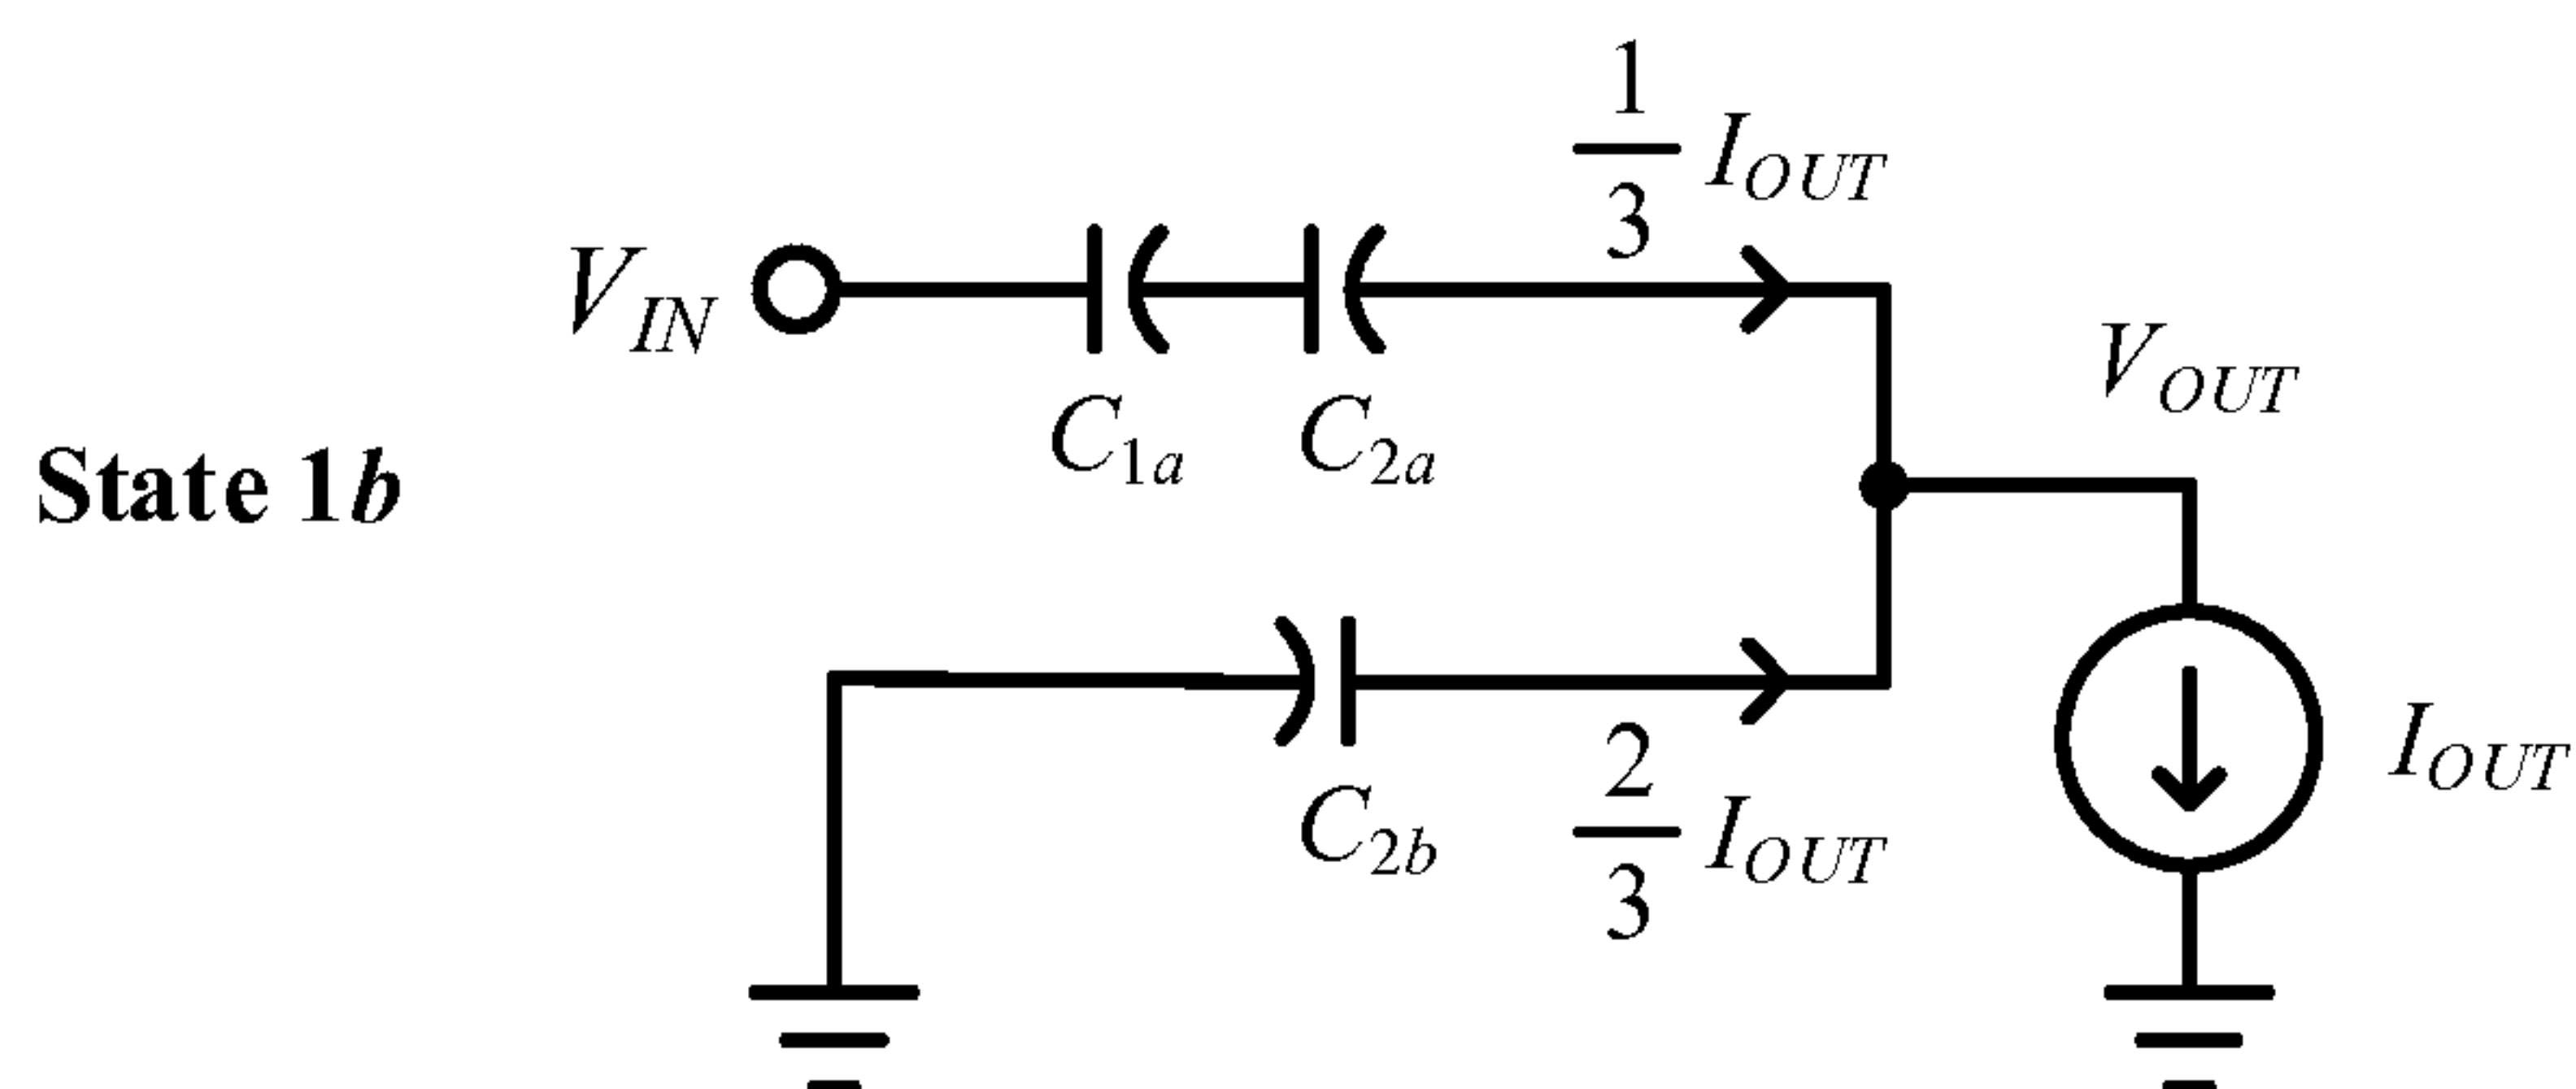 1/3 I_OUT
V_IN
V_OUT
C_1a C_2a
State 1b
2/3 I_OUT
I_OUT
C_2b